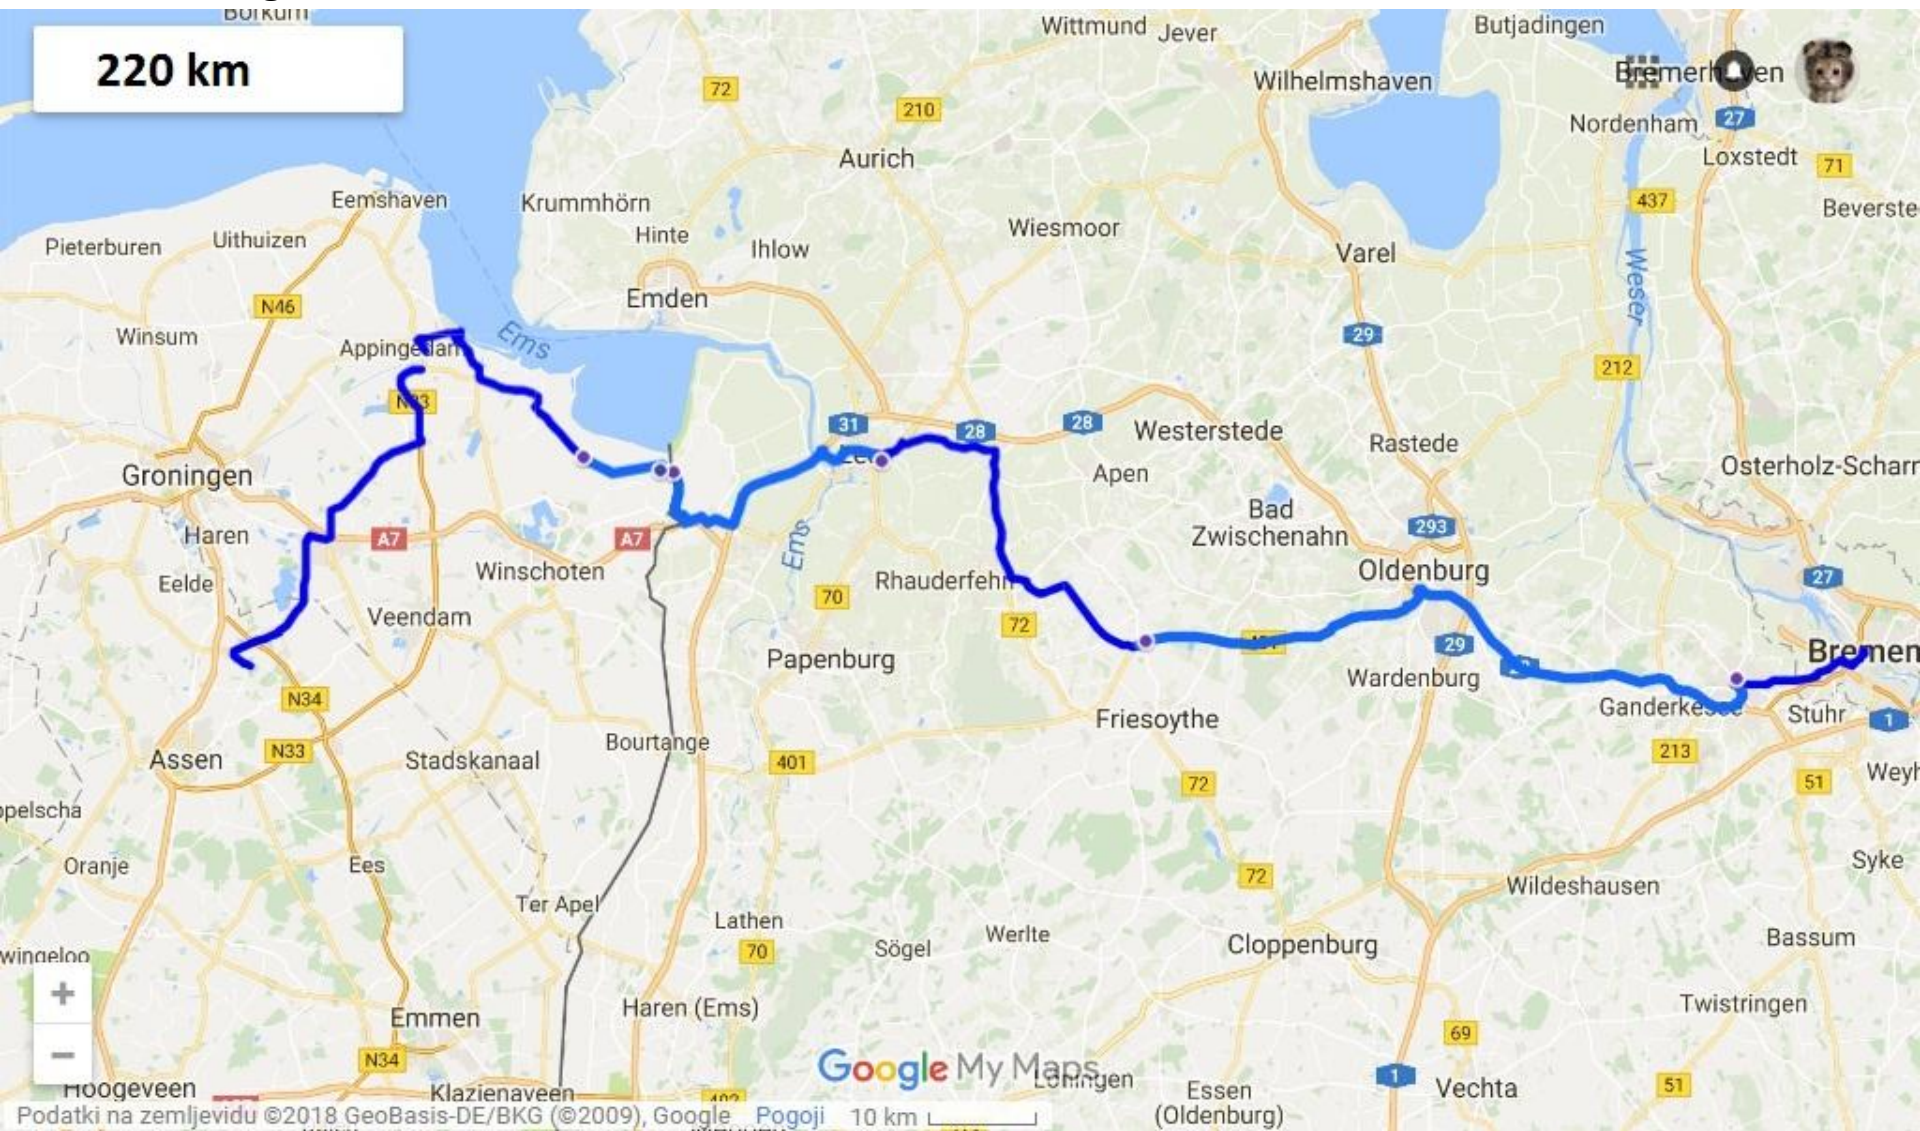 Borkum
220 km
Wittmund
Jever
Butjadingen
Wilhelmshaven
Bremerhaven
72
210
27
Nordenham
Loxstedt
71
Aurich
Eemshaven
Krummhörn
437
Beverste
Pieterburen
Uithuizen
Hinte
Ihlow
Wiesmoor
Varel
Weser
N46
Emden
Winsum
Appingedam
Ems
29
212
N33
31
28
28
Westerstede
Rastede
Groningen
Apen
Osterholz-Scharr
Haren
A7
A7
Bad
Zwischenahn
293
Ems
Eelde
Winschoten
Rhauderfehn
Oldenburg
27
Veendam
70
72
Papenburg
29
Bremen
Wardenburg
N34
Friesoythe
Ganderkesee
Stuhr
1
Assen
N33
Stadskanaal
Bourtange
401
213
72
51
Weyh
ppelscha
Oranje
Ees
72
Wildeshausen
Syke
Ter Apel
Lathen
70
Sögel
Werlte
Cloppenburg
Bassum
wingeloo
+
Haren (Ems)
Twistringen
Emmen
69
−
N34
Google My Maps
Löningen
1
Vechta
51
Hoogeveen
Klazienaveen
Essen
(Oldenburg)
Podatki na zemljevidu ©2018 GeoBasis-DE/BKG (©2009), Google Pogoji 10 km